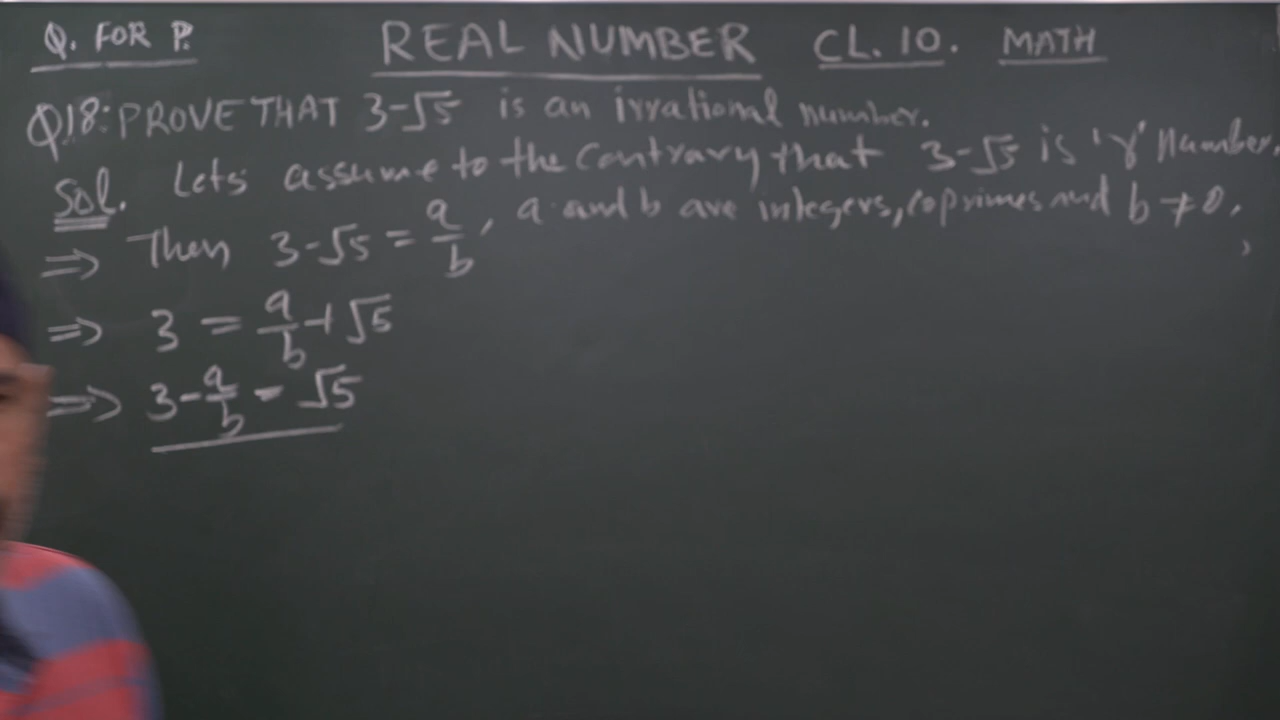 Q. FOR P. REAL NUMBER CL. 10. MATH
Q18: PROVE THAT 3-√5 is an irrational number.
Sol. Lets assume to the contrary that 3-√5 is 'r' number,
⇒ Then 3-√5 = a/b, a and b are integers, coprimes and b ≠ 0,
⇒ 3 = a/b + √5
⇒ 3 - a/b = √5